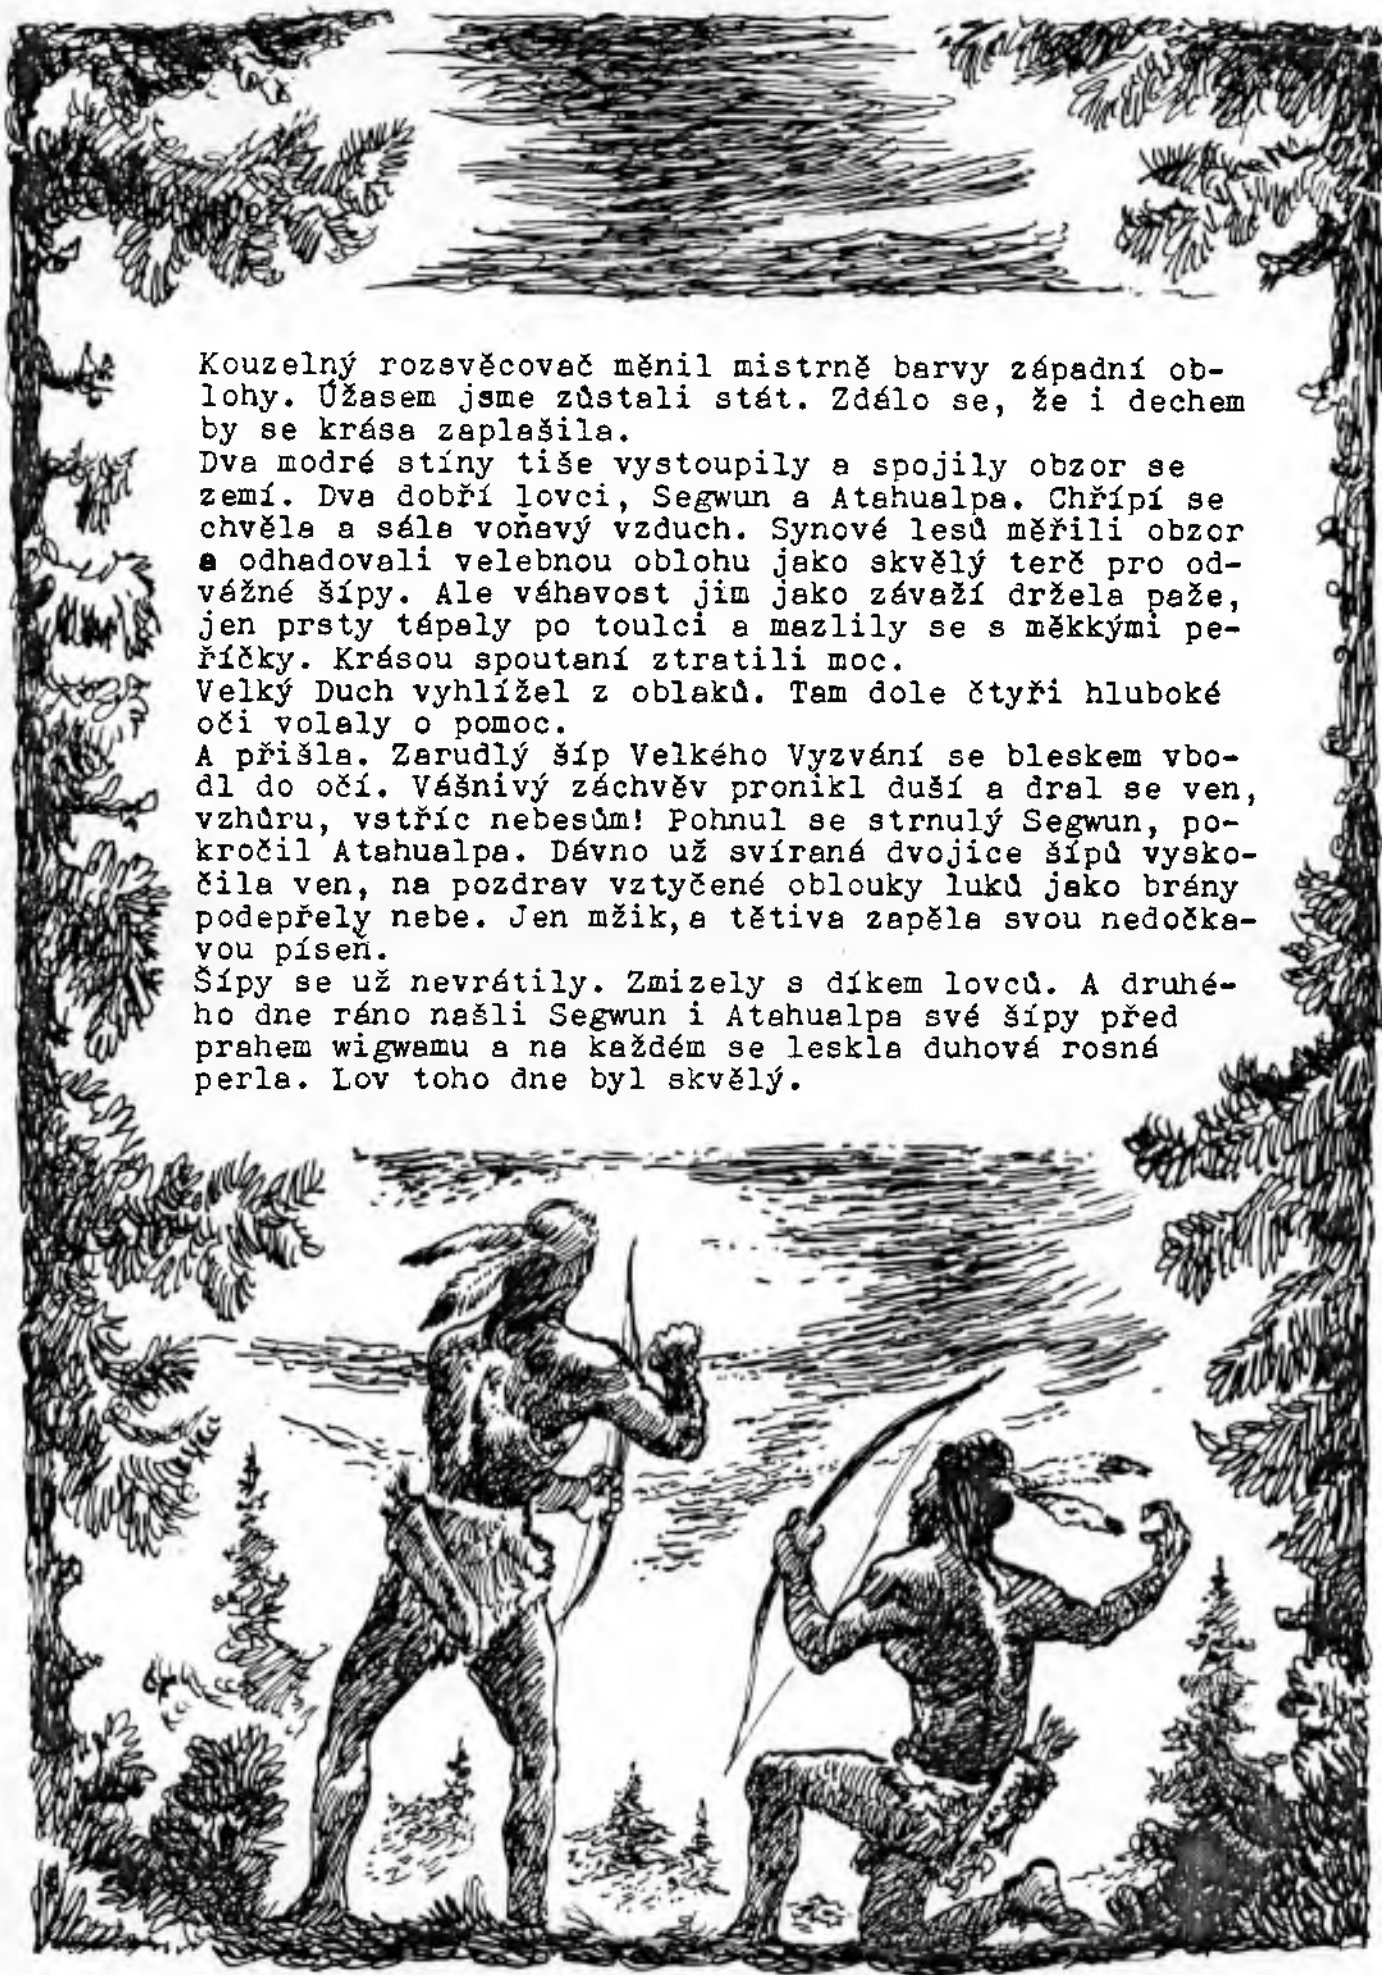 Kouzelný rozsvěcovač měnil mistrně barvy západní ob-
lohy. Úžasem jsme zůstali stát. Zdálo se, že i dechem
by se krása zaplašila.
Dva modré stíny tiše vystoupily a spojily obzor se
zemí. Dva dobří lovci, Segwun a Atahualpa. Chřípí se
chvěla a sála voňavý vzduch. Synové lesů měřili obzor
a odhadovali velebnou oblohu jako skvělý terč pro od-
vážné šípy. Ale váhavost jim jako závaží držela paže,
jen prsty tápaly po toulci a mazlily se s měkkými pe-
říčky. Krásou spoutaní ztratili moc.
Velký Duch vyhlížel z oblaků. Tam dole čtyři hluboké
oči volaly o pomoc.
A přišla. Zarudlý šíp Velkého Vyzvání se bleskem vbo-
dl do očí. Vášnivý záchvěv pronikl duší a dral se ven,
vzhůru, vstříc nebesům! Pohnul se strnulý Segwun, po-
kročil Atahualpa. Dávno už svíraná dvojice šípů vysko-
čila ven, na pozdrav vztyčené oblouky luků jako brány
podepřely nebe. Jen mžik, a tětiva zapěla svou nedočka-
vou píseň.
Šípy se už nevrátily. Zmizely s díkem lovců. A druhé-
ho dne ráno našli Segwun i Atahualpa své šípy před
prahem wigwamu a na každém se leskla duhová rosná
perla. Lov toho dne byl skvělý.